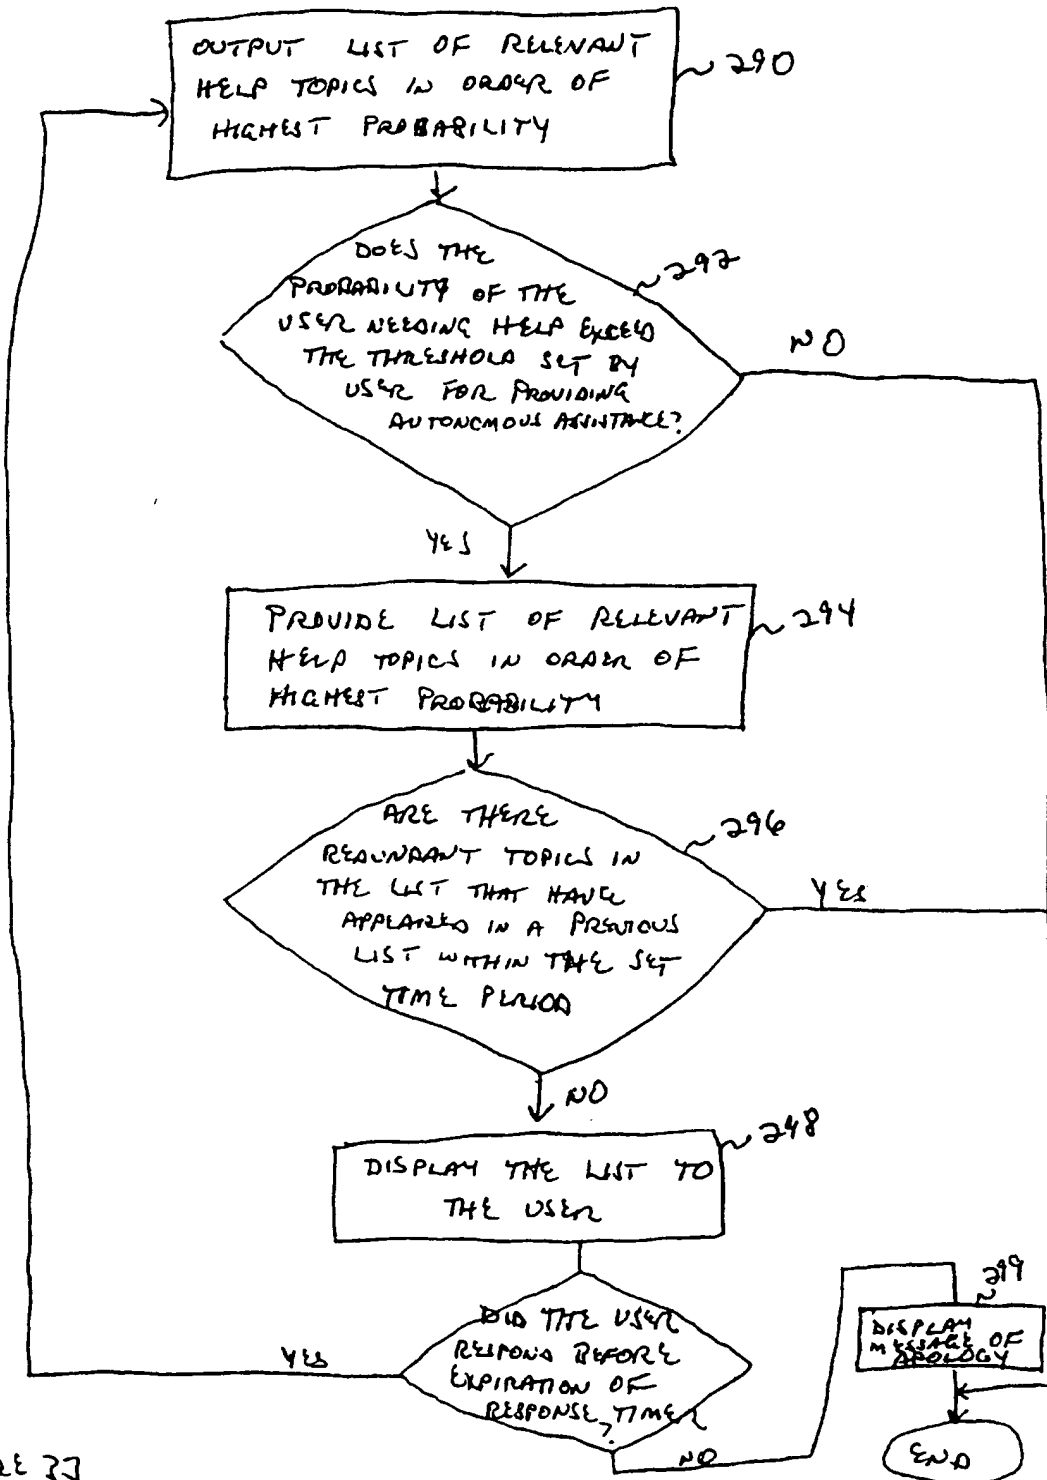 OUTPUT LIST OF RELEVANT
HELP TOPICS IN ORDER OF
HIGHEST PROBABILITY
290
DOES THE
PROBABILITY OF THE
USER NEEDING HELP EXCEED
THE THRESHOLD SET BY
USER FOR PROVIDING
AUTONOMOUS ASSISTANCE?
292
NO
YES
PROVIDE LIST OF RELEVANT
HELP TOPICS IN ORDER OF
HIGHEST PROBABILITY
294
ARE THERE
REDUNDANT TOPICS IN
THE LIST THAT HAVE
APPEARED IN A PREVIOUS
LIST WITHIN THE SET
TIME PERIOD
296
YES
NO
DISPLAY THE LIST TO
THE USER
298
DID THE USER
RESPOND BEFORE
EXPIRATION OF
RESPONSE TIMER
?
YES
NO
299
DISPLAY
MESSAGE OF
APOLOGY
END